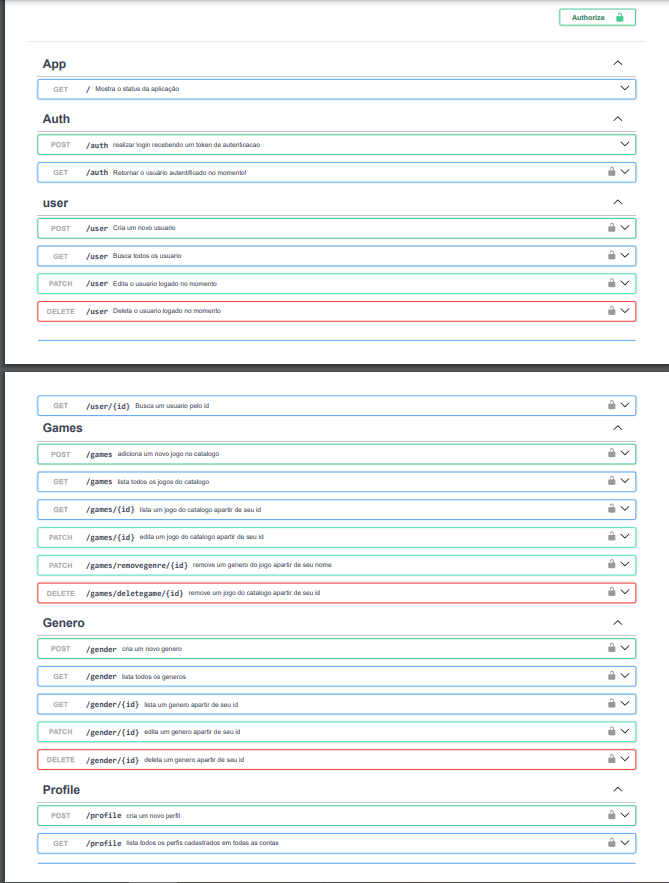 Authorize
App
GET / Mostra o status da aplicação
Auth
POST /auth realizar login recebendo um token de autenticacao
GET /auth Retornar o usuário autentificado no momento!
user
POST /user Cria um novo usuario
GET /user Busca todos os usuario
PATCH /user Edita o usuario logado no momento
DELETE /user Deleta o usuario logado no momento
GET /user/{id} Busca um usuario pelo id
Games
POST /games adiciona um novo jogo no catalogo
GET /games lista todos os jogos do catalogo
GET /games/{id} lista um jogo do catalogo apartir de seu id
PATCH /games/{id} edita um jogo do catalogo apartir de seu id
PATCH /games/removegenre/{id} remove um genero do jogo apartir de seu nome
DELETE /games/deletegame/{id} remove um jogo do catalogo apartir de seu id
Genero
POST /gender cria um novo genero
GET /gender lista todos os generos
GET /gender/{id} lista um genero apartir de seu id
PATCH /gender/{id} edita um genero apartir de seu id
DELETE /gender/{id} deleta um genero apartir de seu id
Profile
POST /profile cria um novo perfil
GET /profile lista todos os perfis cadastrados em todas as contas